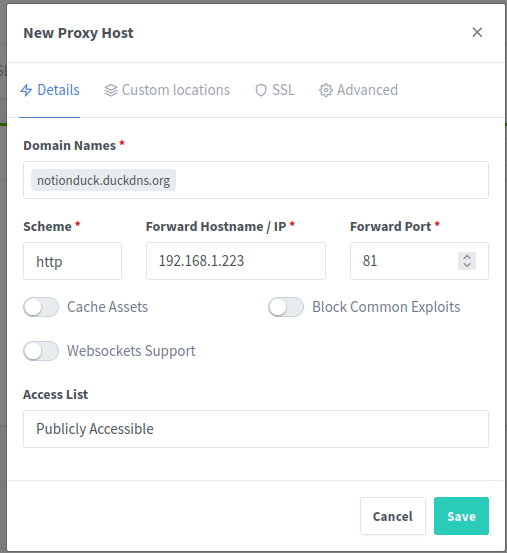 New Proxy Host
Details Custom locations SSL Advanced
Domain Names *
notionduck.duckdns.org
Scheme * Forward Hostname / IP * Forward Port *
http 192.168.1.223 81
Cache Assets Block Common Exploits
Websockets Support
Access List
Publicly Accessible
Cancel Save